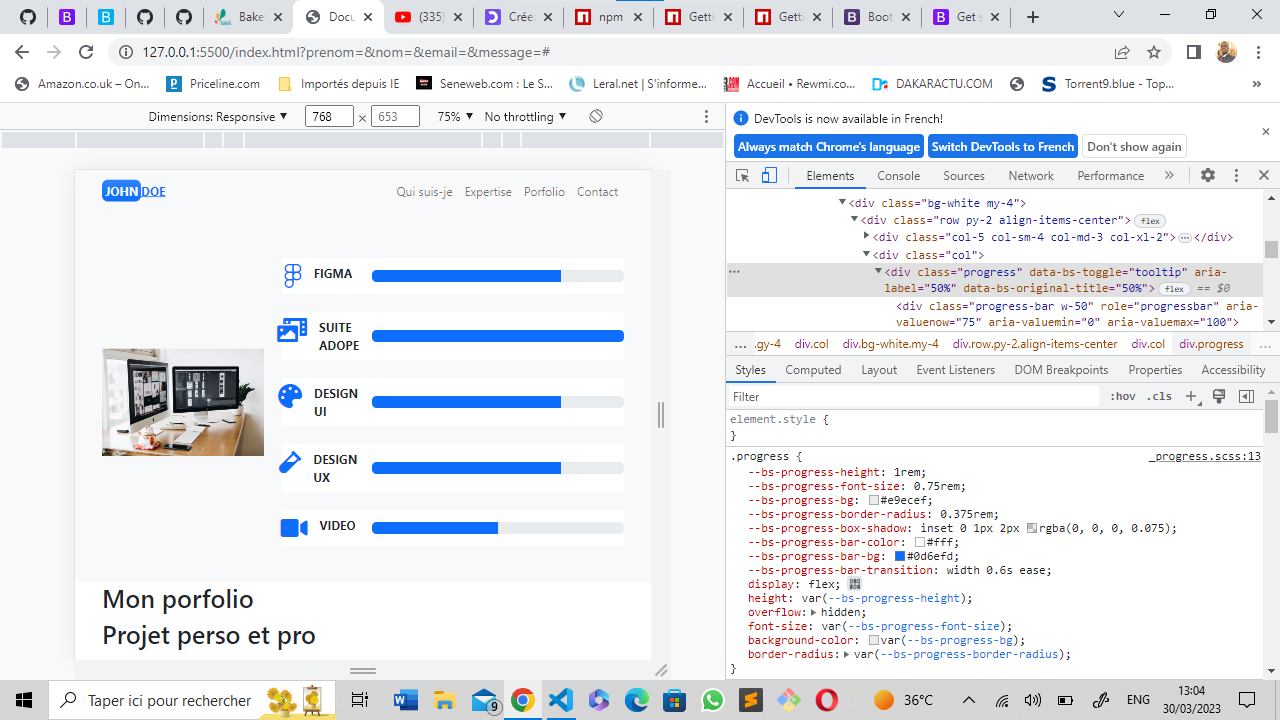 Bake
Docu
(335)
Crée
npm
Getti
Getti
Boot
Get s
127.0.0.1:5500/index.html?prenom=&nom=&email=&message=#
Amazon.co.uk – On...
Priceline.com
Importés depuis IE
Seneweb.com : Le S...
Leral.net | S'informe...
Accueil • Rewmi.co...
DAKARACTU.COM
Torrent9.blue - Top...
»
Dimensions: Responsive ▼ 768 × 653 75% ▼ No throttling ▼
DevTools is now available in French!
Always match Chrome's language
Switch DevTools to French
Don't show again
Elements Console Sources Network Performance »
JOHN DOE
Qui suis-je Expertise Porfolio Contact
FIGMA
SUITE
ADOPE
DESIGN
UI
DESIGN
UX
VIDEO
Mon porfolio
Projet perso et pro
▼<div class="bg-white my-4">
▼<div class="row py-2 align-items-center"> flex
▶<div class="col-5 col-sm-4 col-md-3 col-xl-2">…</div>
▼<div class="col">
… ▼<div class="progress" data-bs-toggle="tooltip" aria-
label="50%" data-bs-original-title="50%"> flex == $0
<div class="progress-bar w-50" role="progressbar" aria-
valuenow="75" aria-valuemin="0" aria-valuemax="100">
… .gy-4 div.col div.bg-white.my-4 div.row.py-2.align-items-center div.col div.progress …
Styles Computed Layout Event Listeners DOM Breakpoints Properties Accessibility
Filter :hov .cls
element.style {
}
.progress { _progress.scss:13
--bs-progress-height: 1rem;
--bs-progress-font-size: 0.75rem;
--bs-progress-bg: #e9ecef;
--bs-progress-border-radius: 0.375rem;
--bs-progress-box-shadow: inset 0 1px 2px rgba(0, 0, 0, 0.075);
--bs-progress-bar-color: #fff;
--bs-progress-bar-bg: #0d6efd;
--bs-progress-bar-transition: width 0.6s ease;
display: flex;
height: var(--bs-progress-height);
overflow:▶ hidden;
font-size: var(--bs-progress-font-size);
background-color: var(--bs-progress-bg);
border-radius:▶ var(--bs-progress-border-radius);
}
Taper ici pour rechercher
9
36°C
ENG
13:04
30/03/2023